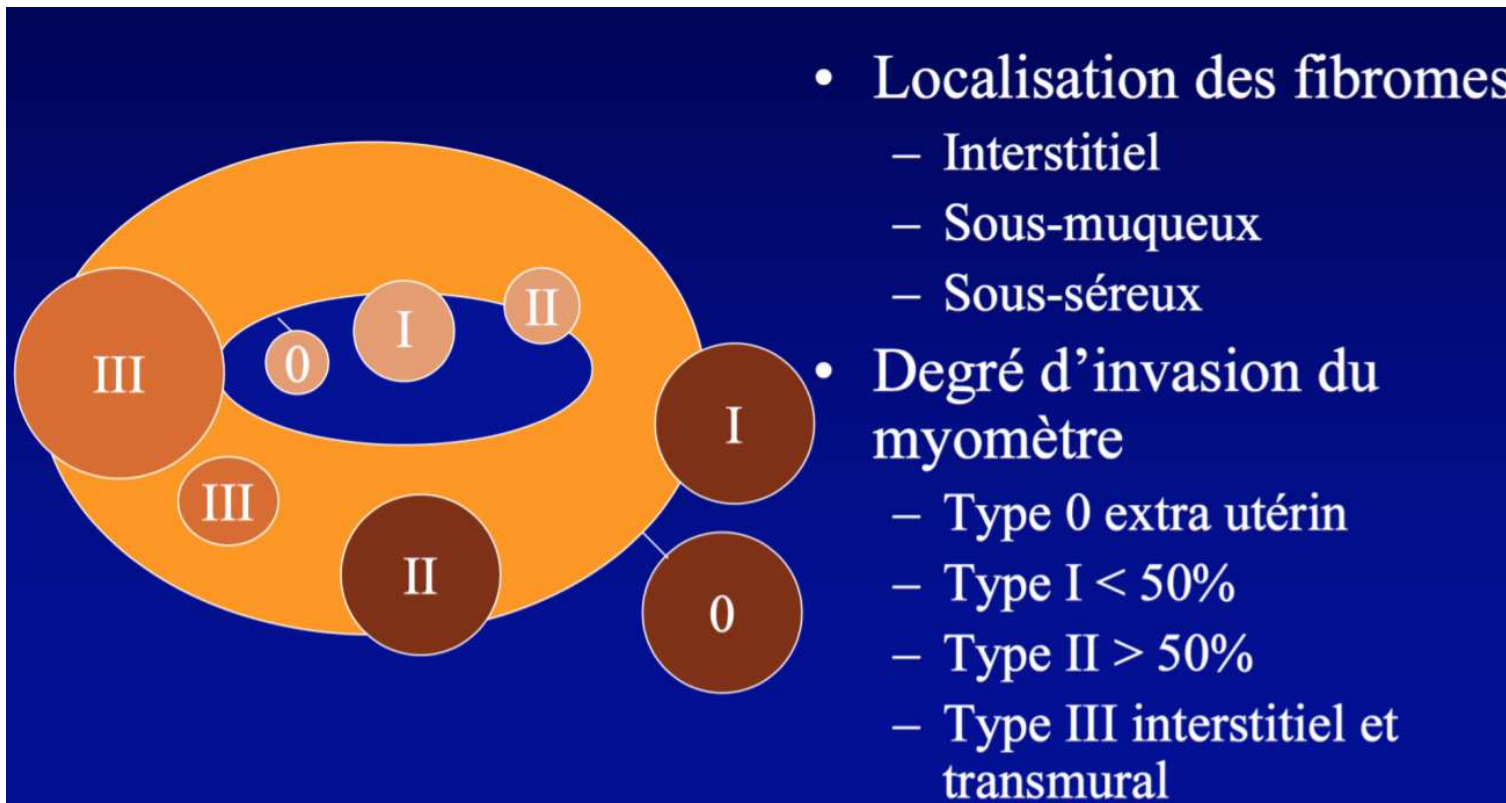 • Localisation des fibromes
– Interstitiel
– Sous-muqueux
– Sous-séreux
• Degré d'invasion du
myomètre
– Type 0 extra utérin
– Type I < 50%
– Type II > 50%
– Type III interstitiel et
transmural
III
0
I
II
III
II
I
0